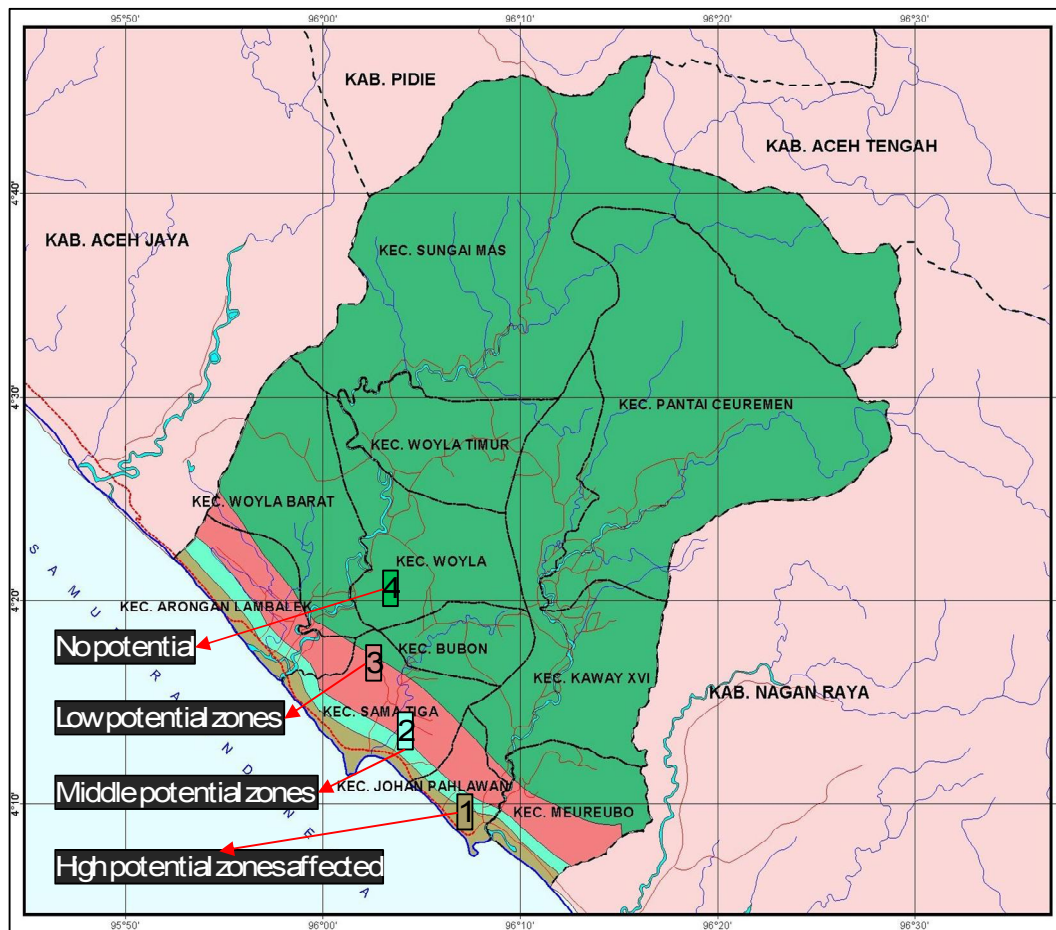 95°50' 96°00' 96°10' 96°20' 96°30'
KAB. PIDIE
KAB. ACEH TENGAH
4°40'
KAB. ACEH JAYA
KEC. SUNGAI MAS
4°30'
KEC. PANTAI CEUREMEN
KEC. WOYLA TIMUR
KEC. WOYLA BARAT
KEC. WOYLA
4
4°20'
KEC. ARONGAN LAMBALEK
No potential
KEC. BUBON
3
KEC. KAWAY XVI
KAB. NAGAN RAYA
Low potential zones
KEC. SAMA TIGA
2
Middle potential zones
KEC. JOHAN PAHLAWAN
4°10'
1
KEC. MEUREUBO
High potential zones affected
95°50' 96°00' 96°10' 96°20' 96°30'